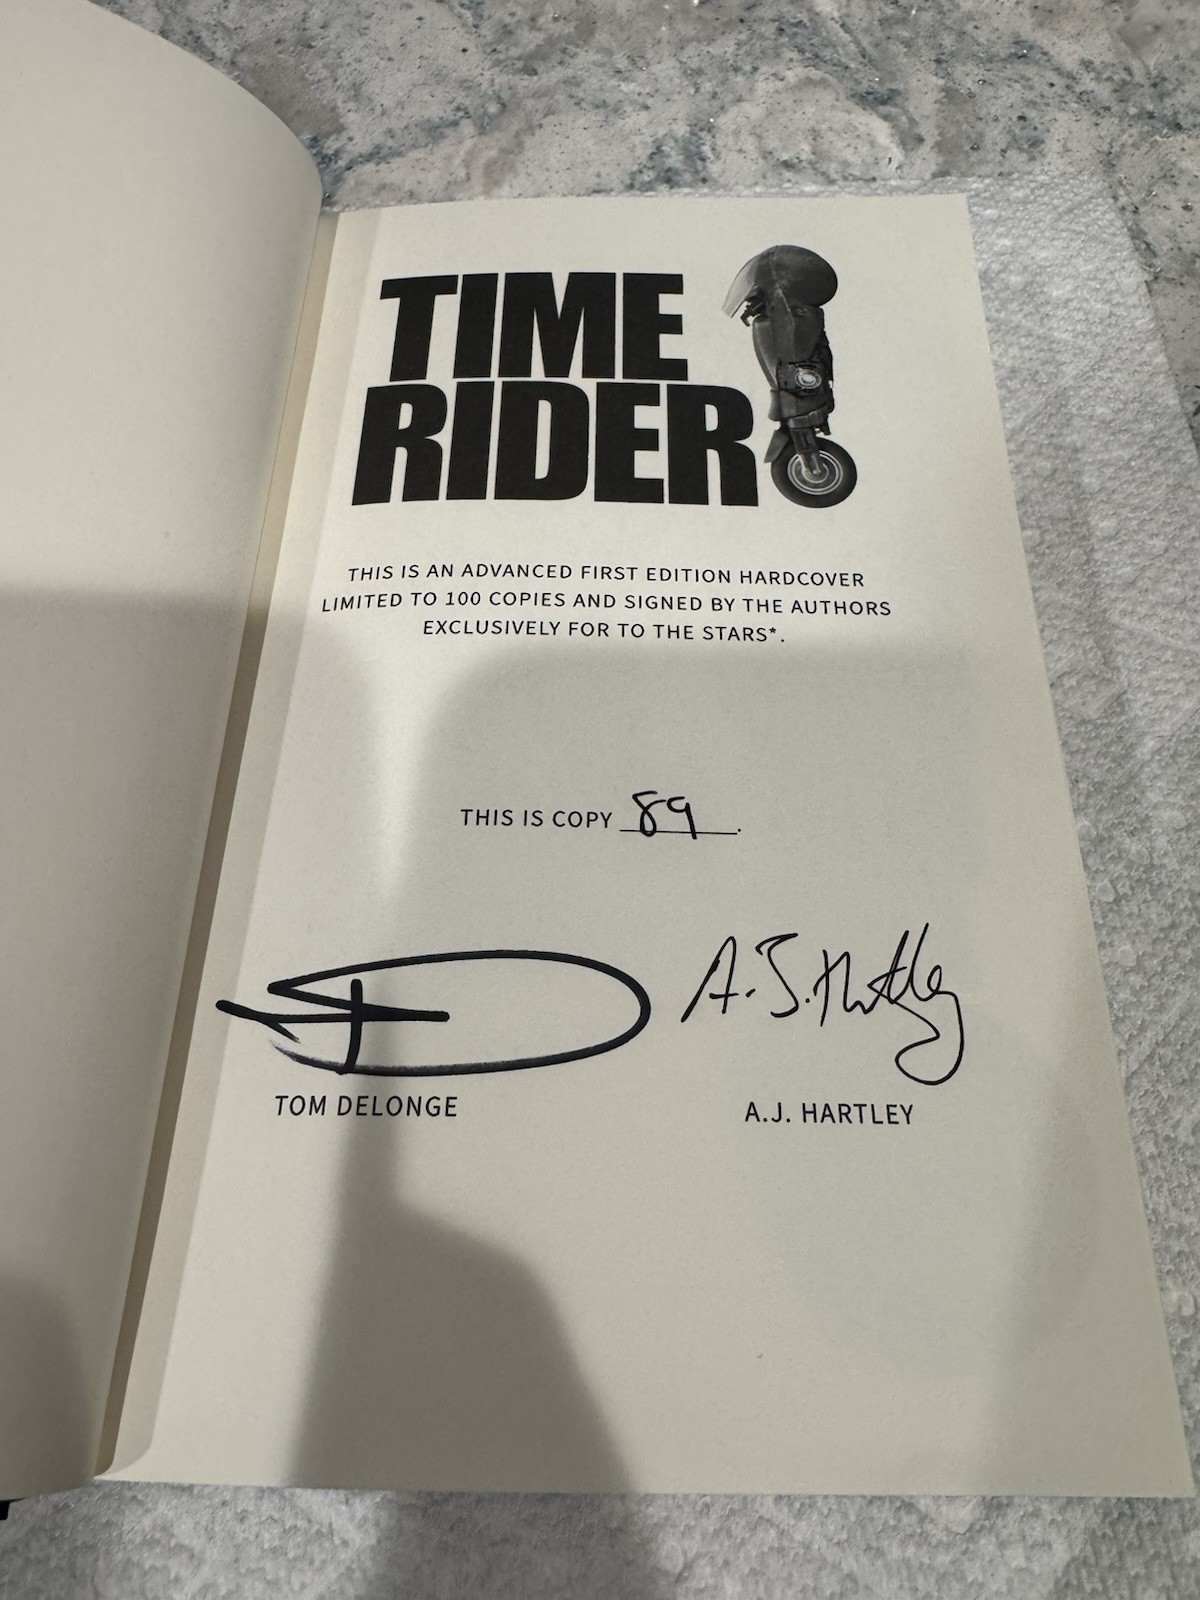 TIME
RIDER
THIS IS AN ADVANCED FIRST EDITION HARDCOVER
LIMITED TO 100 COPIES AND SIGNED BY THE AUTHORS
EXCLUSIVELY FOR TO THE STARS*.
THIS IS COPY 89.
A.J. Hartley
TOM DELONGE A.J. HARTLEY